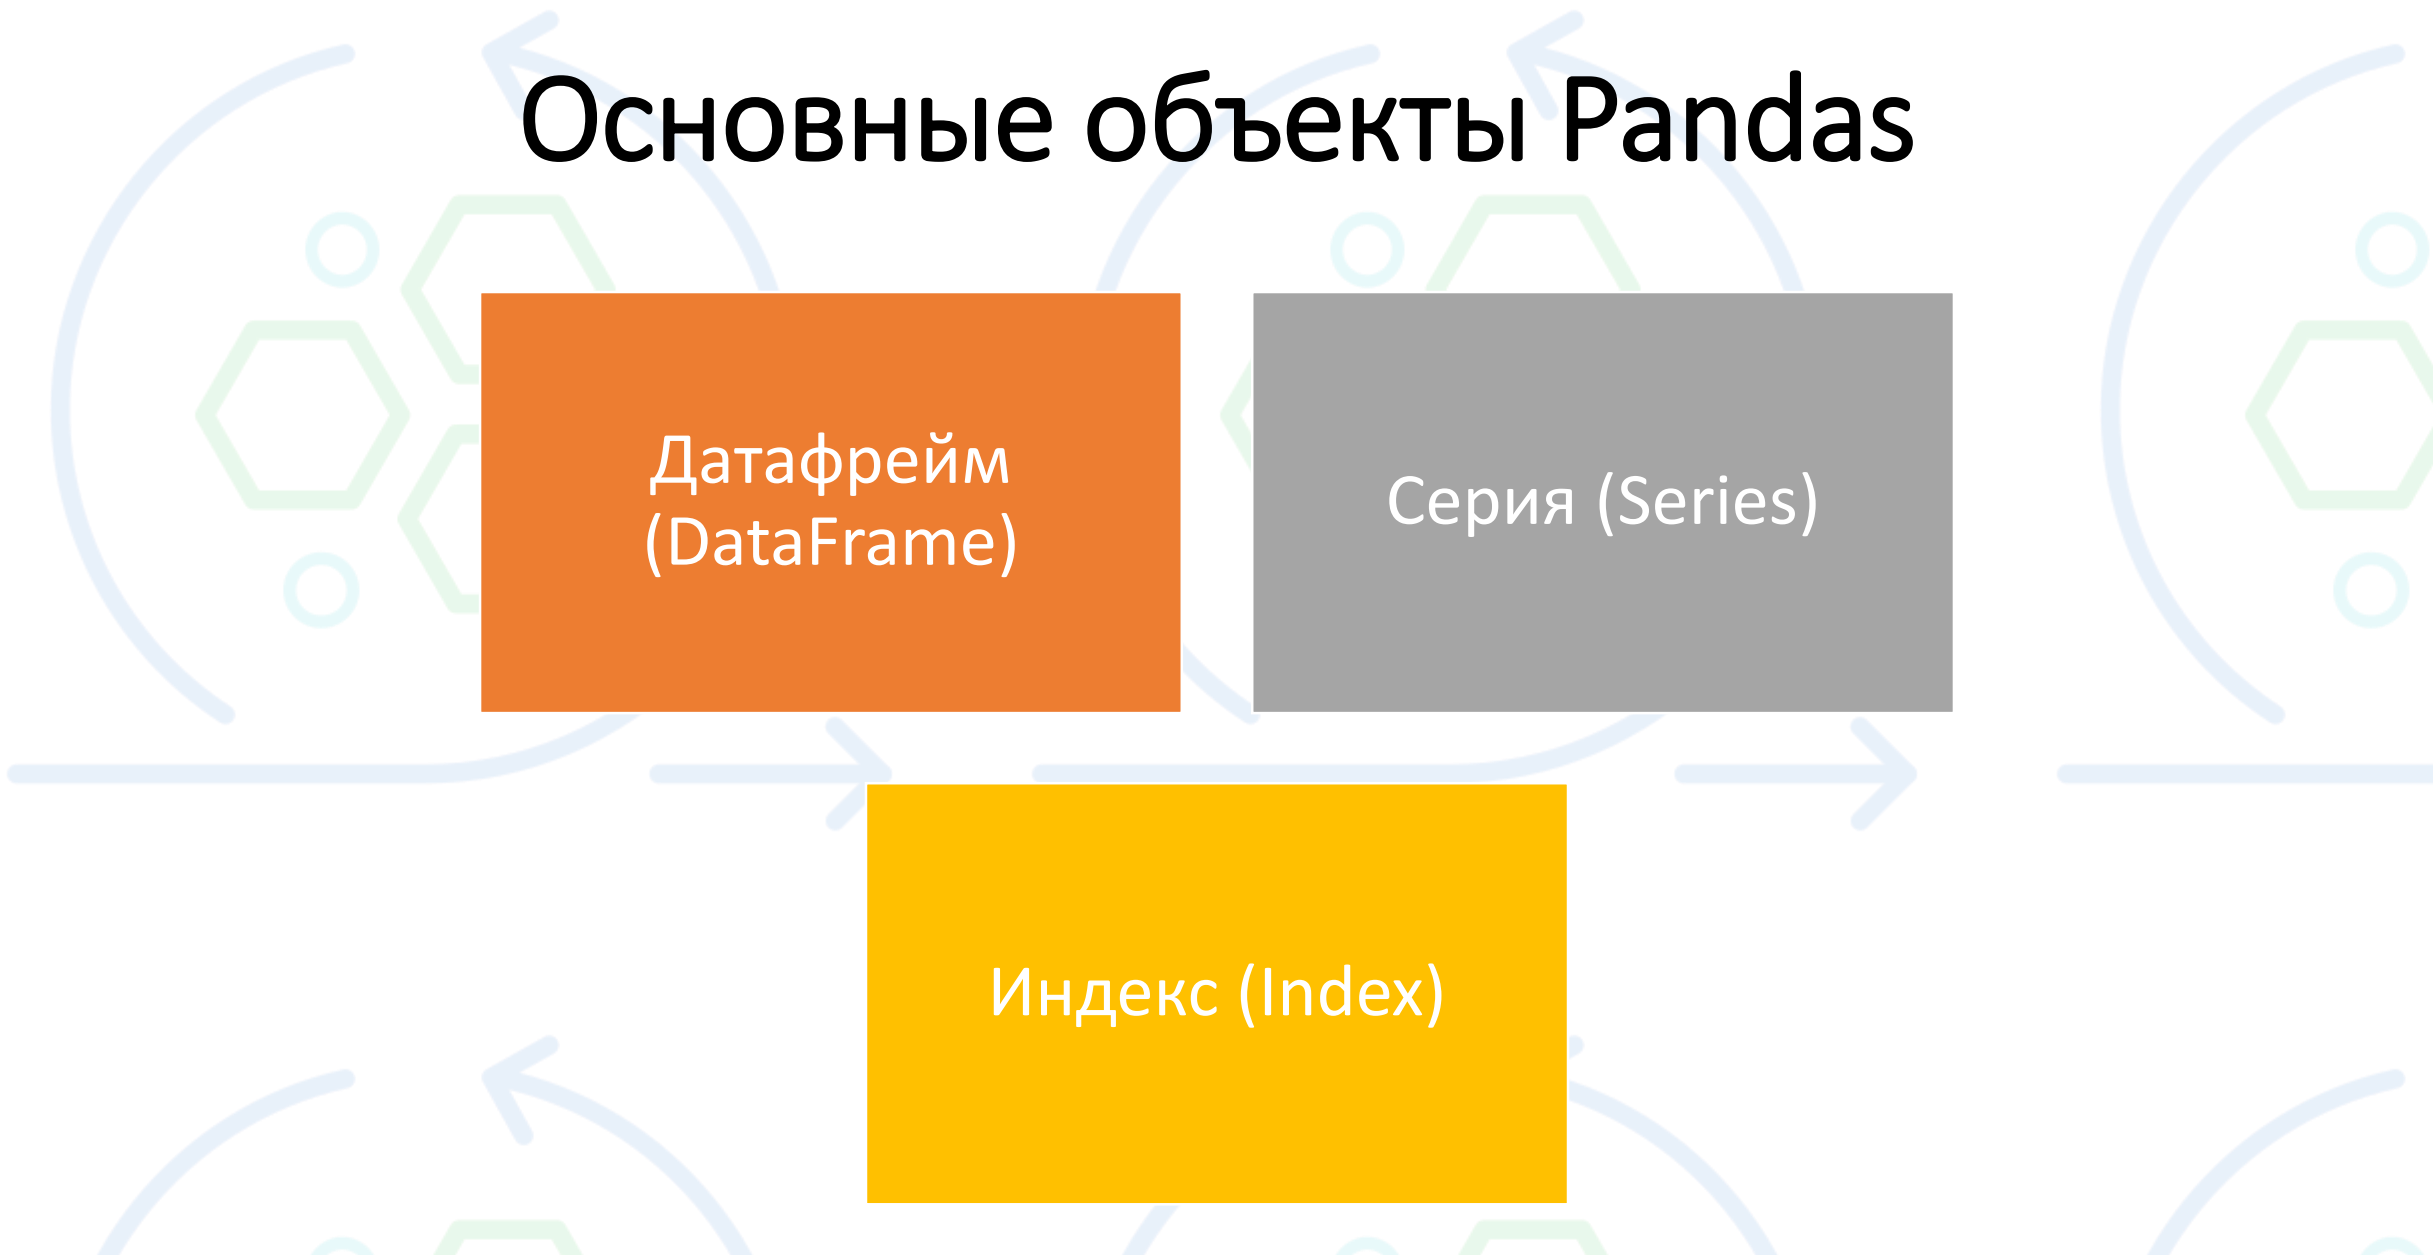 Основные объекты Pandas
Датафрейм
(DataFrame)
Серия (Series)
Индекс (Index)